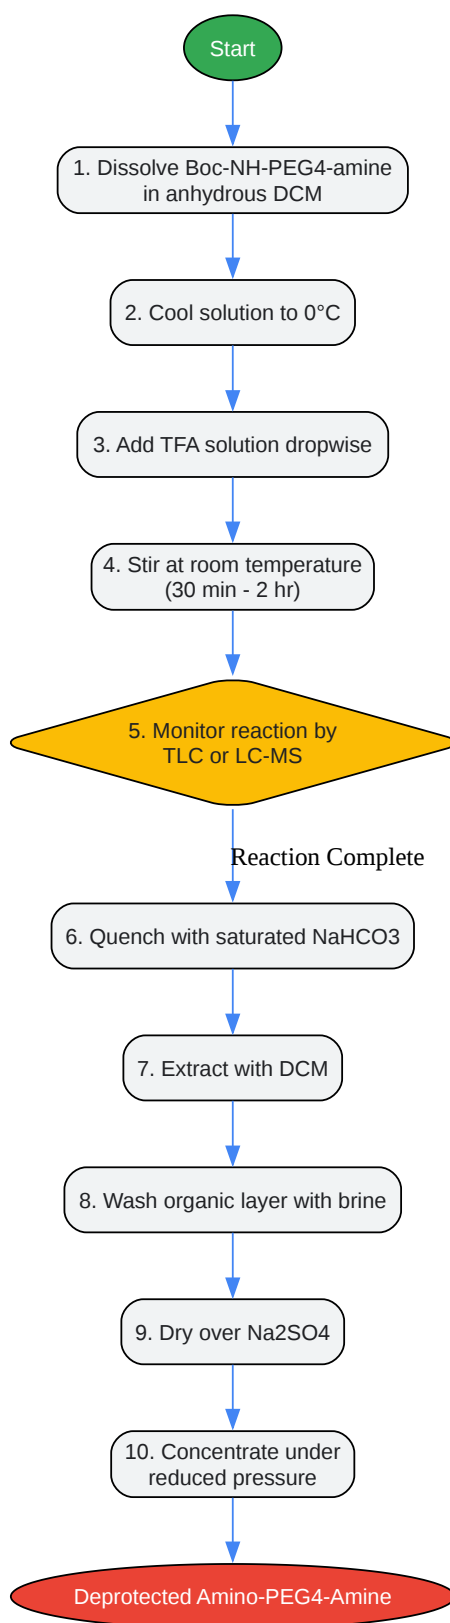 Start
1. Dissolve Boc-NH-PEG4-amine
in anhydrous DCM
2. Cool solution to 0°C
3. Add TFA solution dropwise
4. Stir at room temperature
(30 min - 2 hr)
5. Monitor reaction by
TLC or LC-MS
Reaction Complete
6. Quench with saturated NaHCO3
7. Extract with DCM
8. Wash organic layer with brine
9. Dry over Na2SO4
10. Concentrate under
reduced pressure
Deprotected Amino-PEG4-Amine